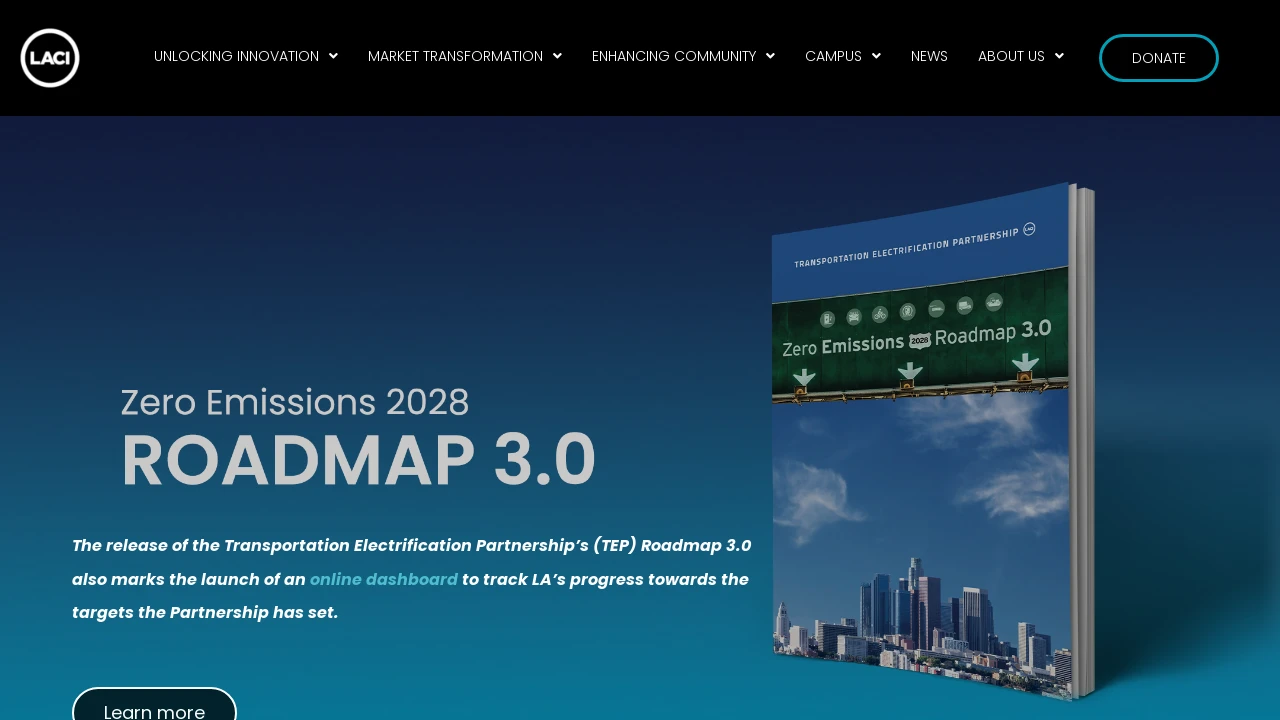 LACI
UNLOCKING INNOVATION
MARKET TRANSFORMATION
ENHANCING COMMUNITY
CAMPUS
NEWS
ABOUT US
DONATE
TRANSPORTATION ELECTRIFICATION PARTNERSHIP LACI
Zero Emissions 2028 Roadmap 3.0
Zero Emissions 2028
ROADMAP 3.0
The release of the Transportation Electrification Partnership’s (TEP) Roadmap 3.0
also marks the launch of an online dashboard to track LA’s progress towards the
targets the Partnership has set.
Learn more